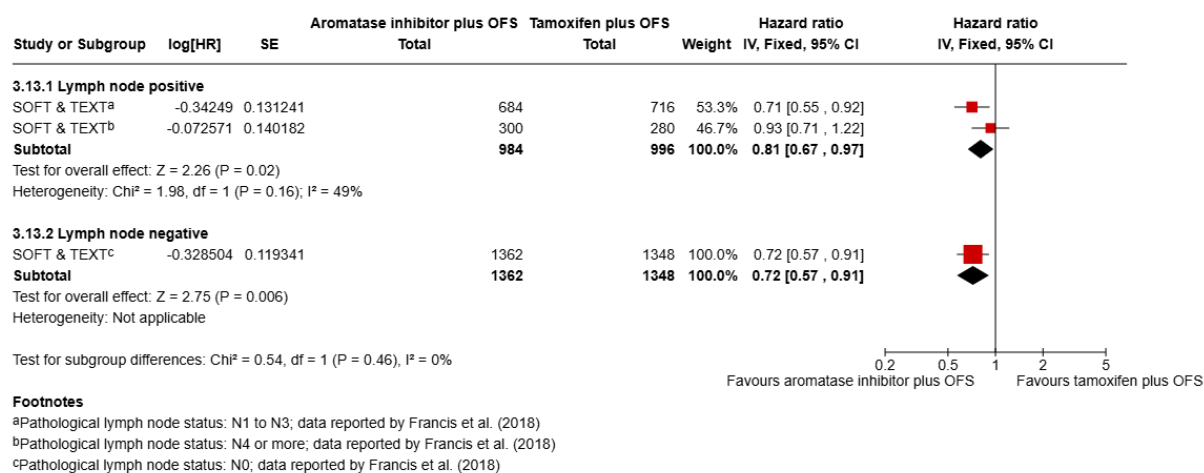 Aromatase inhibitor plus OFS Tamoxifen plus OFS Hazard ratio Hazard ratio
Study or Subgroup log[HR] SE Total Total Weight IV, Fixed, 95% CI IV, Fixed, 95% CI
3.13.1 Lymph node positive
SOFT & TEXTᵃ -0.34249 0.131241 684 716 53.3% 0.71 [0.55 , 0.92]
SOFT & TEXTᵇ -0.072571 0.140182 300 280 46.7% 0.93 [0.71 , 1.22]
Subtotal 984 996 100.0% 0.81 [0.67 , 0.97]
Test for overall effect: Z = 2.26 (P = 0.02)
Heterogeneity: Chi² = 1.98, df = 1 (P = 0.16); I² = 49%
3.13.2 Lymph node negative
SOFT & TEXTᶜ -0.328504 0.119341 1362 1348 100.0% 0.72 [0.57 , 0.91]
Subtotal 1362 1348 100.0% 0.72 [0.57 , 0.91]
Test for overall effect: Z = 2.75 (P = 0.006)
Heterogeneity: Not applicable
Test for subgroup differences: Chi² = 0.54, df = 1 (P = 0.46), I² = 0%
0.2 0.5 1 2 5
Favours aromatase inhibitor plus OFS Favours tamoxifen plus OFS
Footnotes
ᵃPathological lymph node status: N1 to N3; data reported by Francis et al. (2018)
ᵇPathological lymph node status: N4 or more; data reported by Francis et al. (2018)
ᶜPathological lymph node status: N0; data reported by Francis et al. (2018)